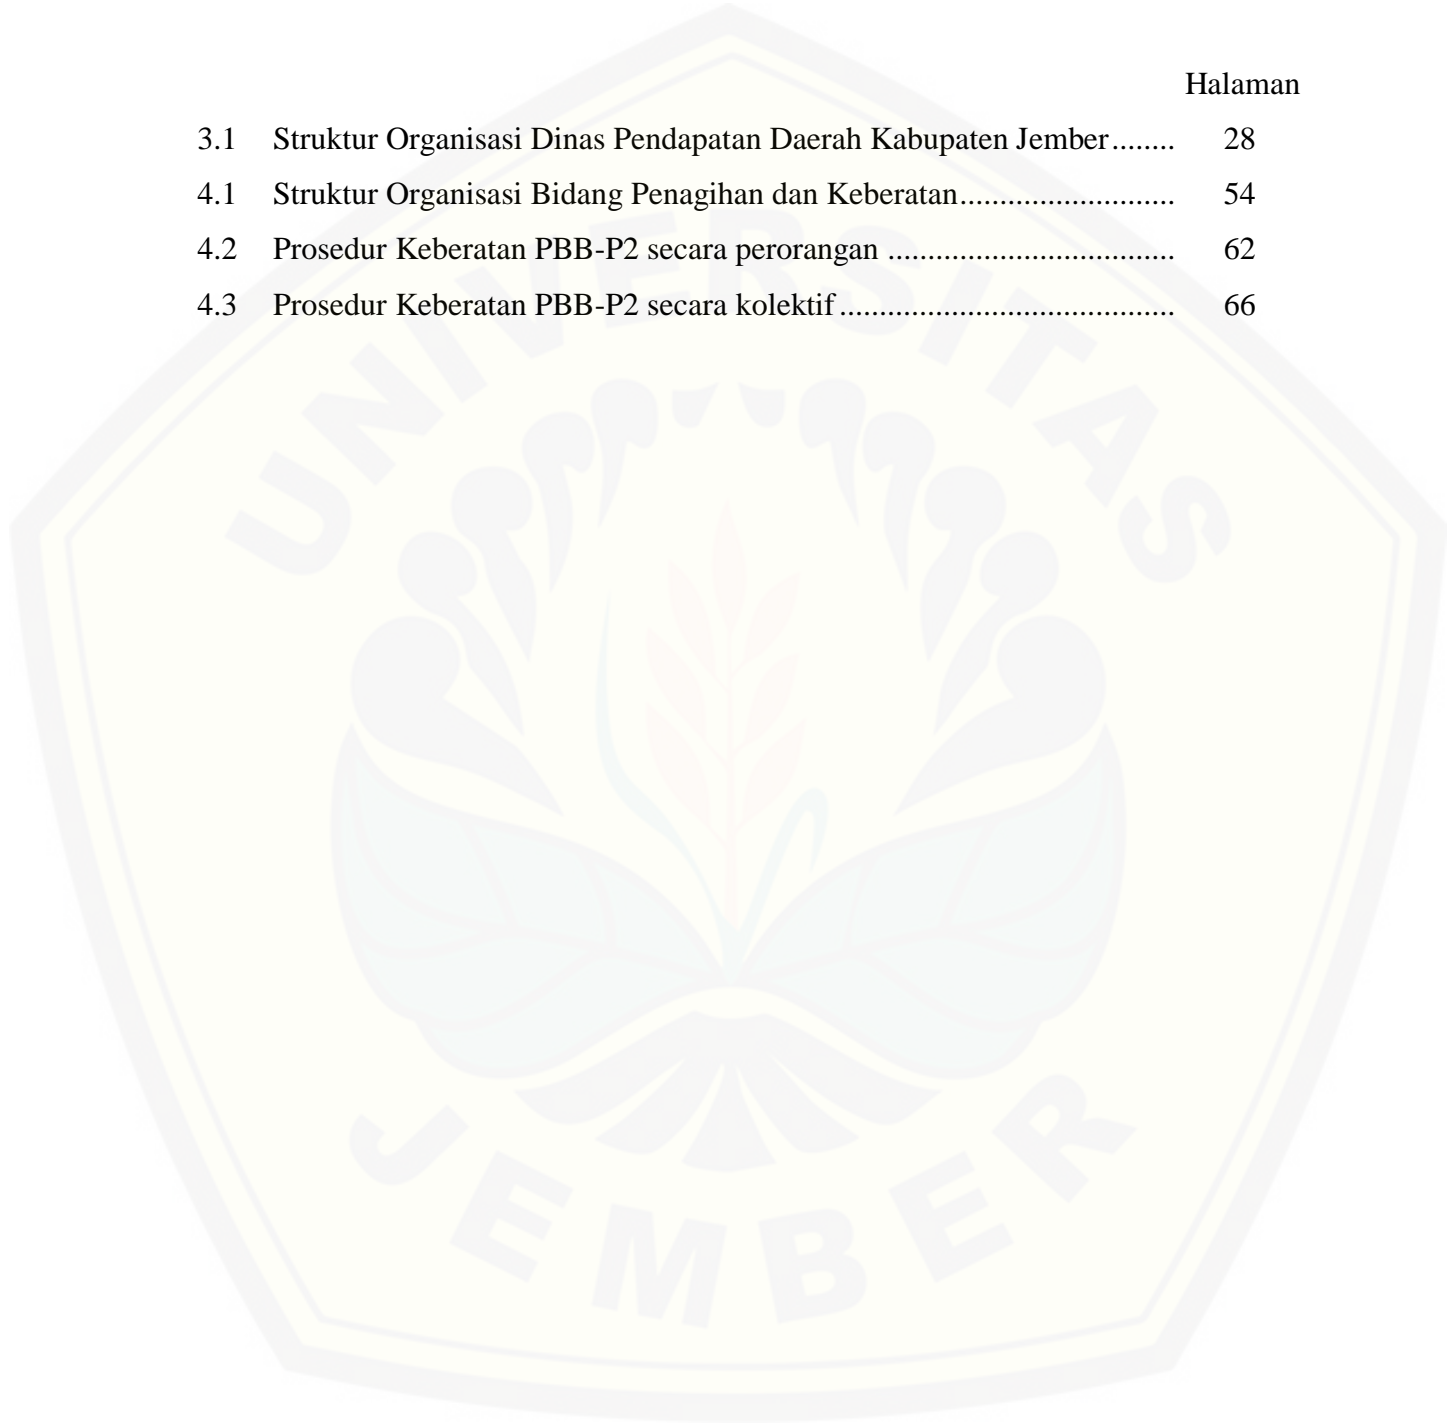 Halaman
3.1 Struktur Organisasi Dinas Pendapatan Daerah Kabupaten Jember........ 28
4.1 Struktur Organisasi Bidang Penagihan dan Keberatan........................... 54
4.2 Prosedur Keberatan PBB-P2 secara perorangan .................................... 62
4.3 Prosedur Keberatan PBB-P2 secara kolektif.......................................... 66
UNIVERSITAS
JEMBER